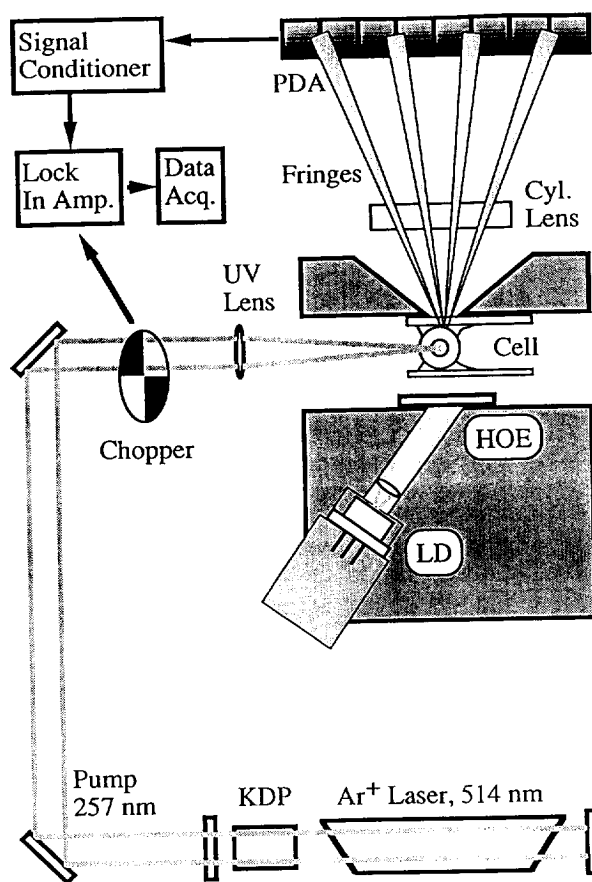 Signal
Conditioner
PDA
Lock
In Amp.
Data
Acq.
Fringes
Cyl.
Lens
UV
Lens
Cell
Chopper
HOE
LD
Pump
257 nm
KDP
Ar+ Laser, 514 nm